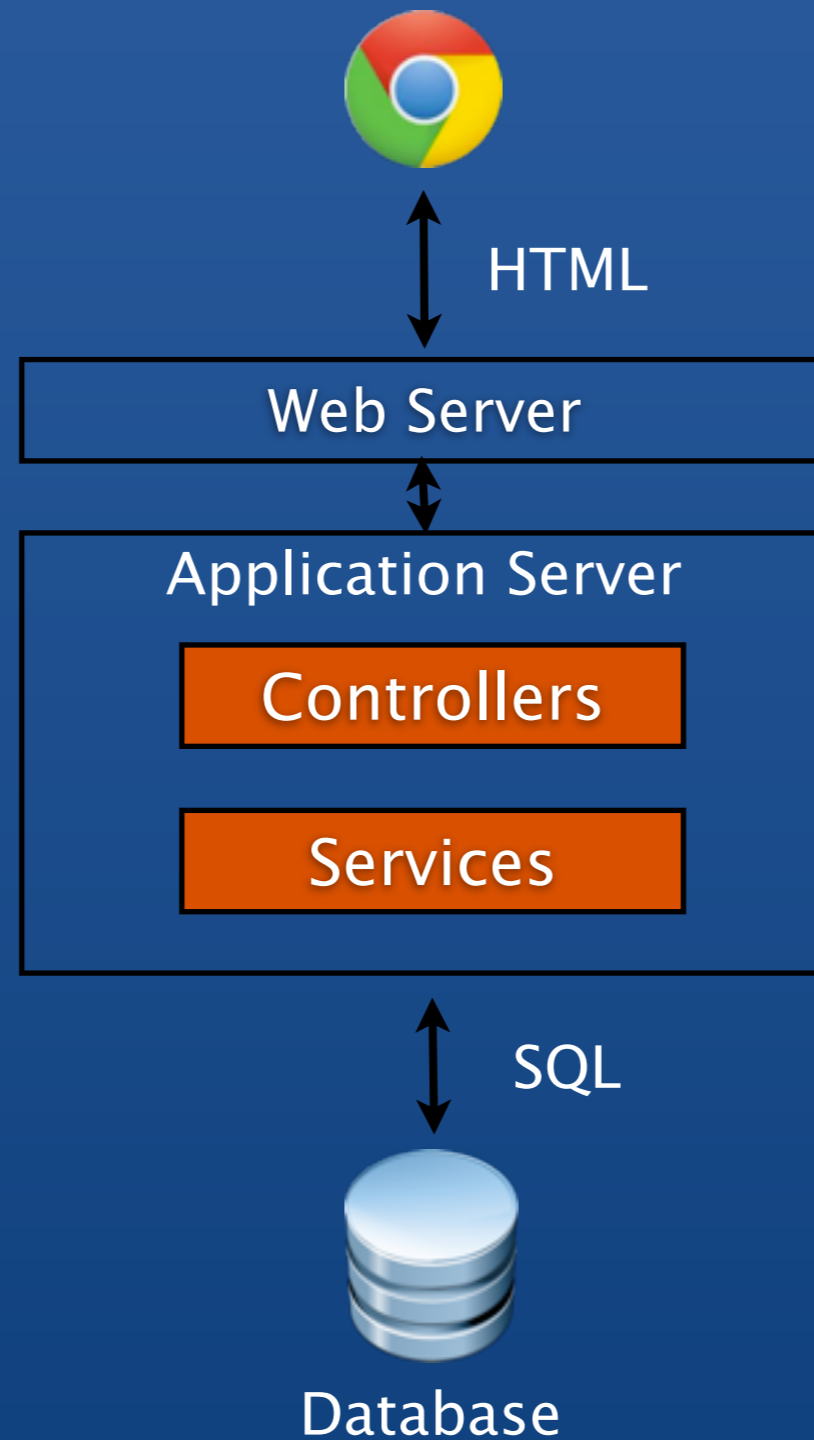 HTML
Web Server
Application Server
Controllers
Services
SQL
Database